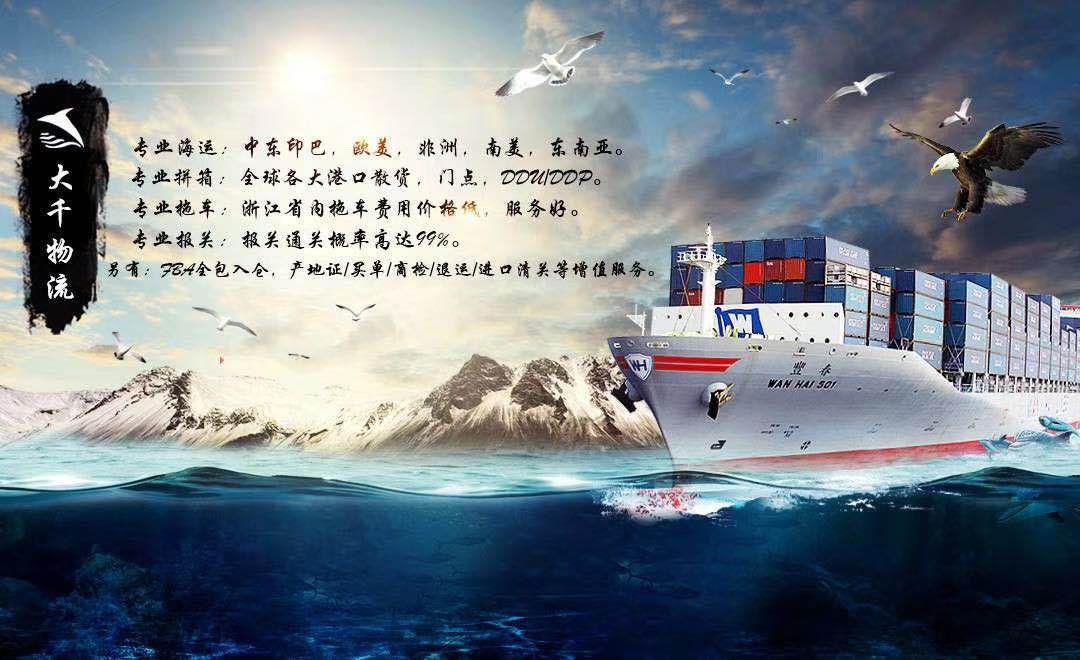 大千物流
专业海运：中东印巴，欧美，非洲，南美，东南亚。
专业拼箱：全球各大港口散货，门点，DDU/DDP。
专业拖车：浙江省内拖车费用价格低，服务好。
专业报关：报关通关概率高达99%。
另有：FBA全包入仓，产地证/买单/商检/退运/进口清关等增值服务。
W
WH
春豐
WAN HAI 501